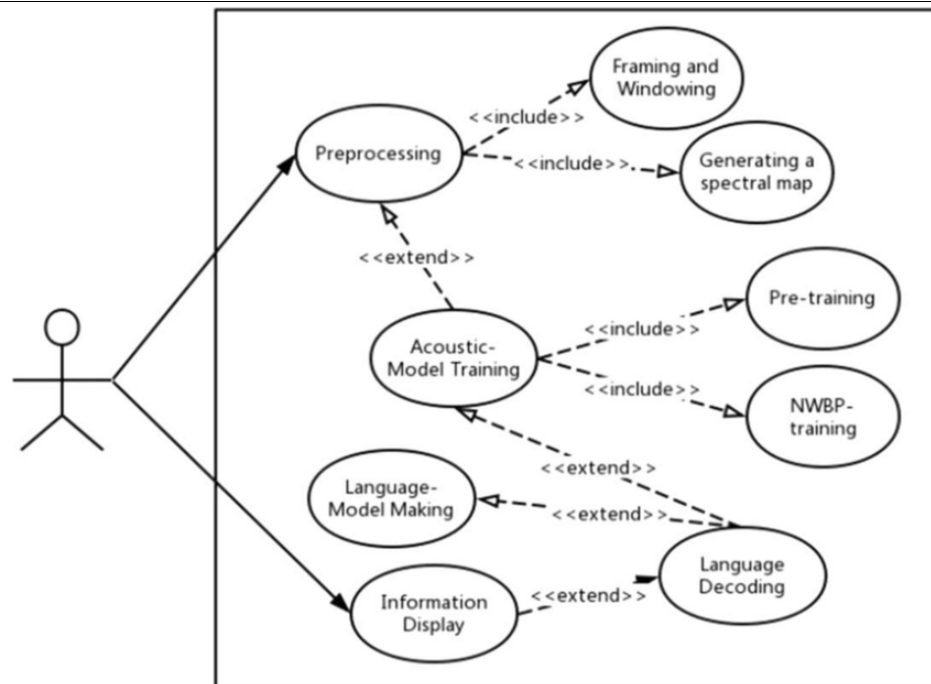 Framing and
Windowing
<<include>>
Preprocessing
<<include>>
Generating a
spectral map
<<extend>>
Pre-training
<<include>>
Acoustic-
Model Training
<<include>>
NWBP-
training
<<extend>>
Language-
Model Making
<<extend>>
Language
Decoding
<<extend>>
Information
Display